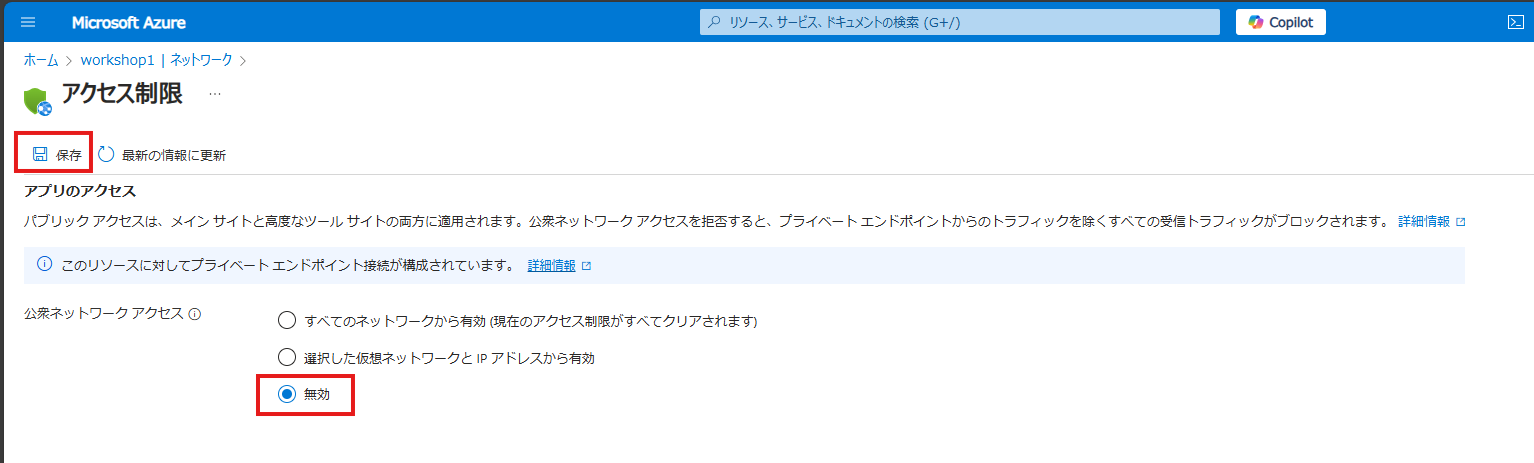 Microsoft Azure
リソース、サービス、ドキュメントの検索 (G+/)
Copilot
ホーム > workshop1 | ネットワーク >
アクセス制限 …
保存 最新の情報に更新
アプリのアクセス
パブリック アクセスは、メイン サイトと高度なツール サイトの両方に適用されます。公衆ネットワーク アクセスを拒否すると、プライベート エンドポイントからのトラフィックを除くすべての受信トラフィックがブロックされます。 詳細情報
このリソースに対してプライベート エンドポイント接続が構成されています。 詳細情報
公衆ネットワーク アクセス
すべてのネットワークから有効 (現在のアクセス制限がすべてクリアされます)
選択した仮想ネットワークと IP アドレスから有効
無効